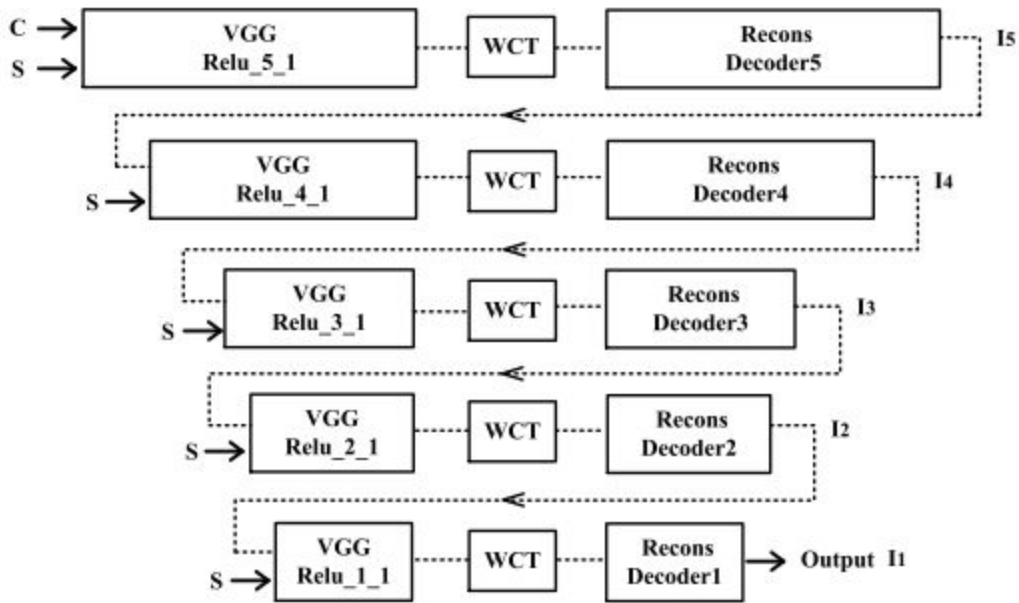 C
S
VGG
Relu_5_1
WCT
Recons
Decoder5
I5
S
VGG
Relu_4_1
WCT
Recons
Decoder4
I4
S
VGG
Relu_3_1
WCT
Recons
Decoder3
I3
S
VGG
Relu_2_1
WCT
Recons
Decoder2
I2
S
VGG
Relu_1_1
WCT
Recons
Decoder1
Output I1